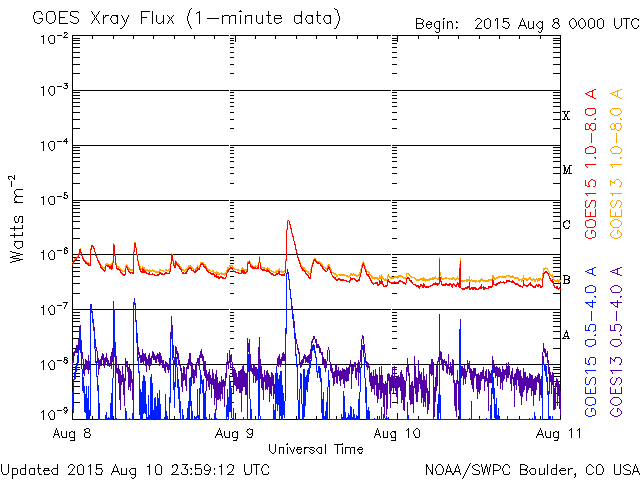 GOES Xray Flux (1-minute data)
Begin: 2015 Aug 8 0000 UTC
10-2
10-3
10-4
10-5
10-6
10-7
10-8
10-9
Watts m-2
X
M
C
B
A
GOES15 1.0-8.0 A
GOES13 1.0-8.0 A
GOES15 0.5-4.0 A
GOES13 0.5-4.0 A
Aug 8
Aug 9
Aug 10
Aug 11
Universal Time
Updated 2015 Aug 10 23:59:12 UTC
NOAA/SWPC Boulder, CO USA